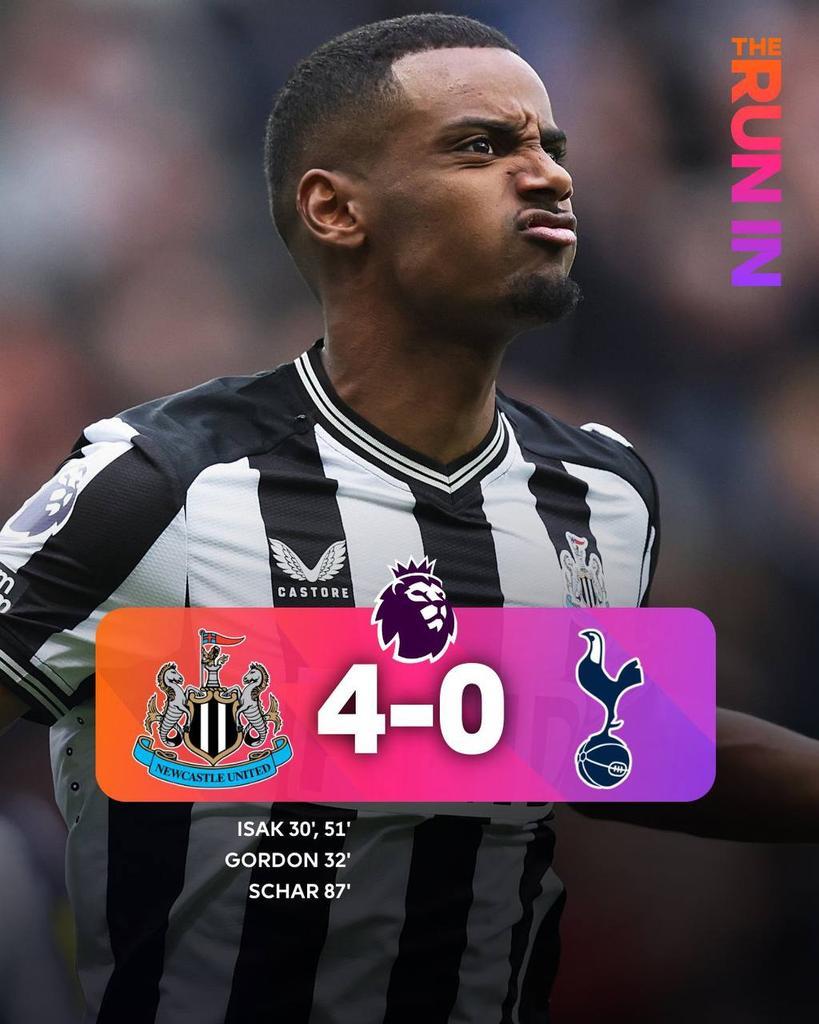 THE
RUN IN
CASTORE
4-0
NEWCASTLE UNITED
ISAK 30', 51'
GORDON 32'
SCHAR 87'